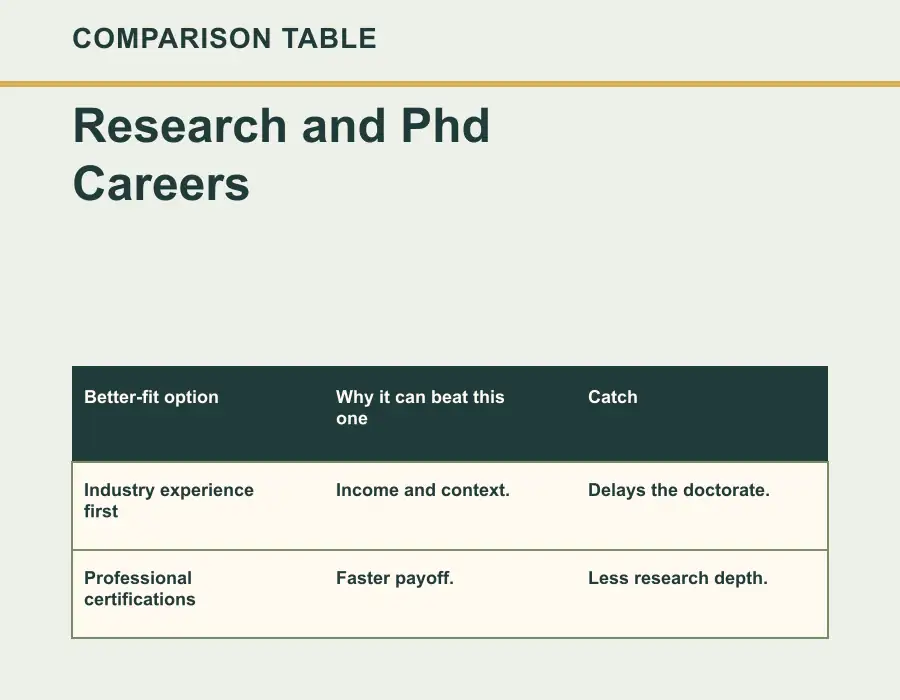 COMPARISON TABLE
Research and Phd
Careers
Better-fit option
Why it can beat this
one
Catch
Industry experience
first
Income and context.
Delays the doctorate.
Professional
certifications
Faster payoff.
Less research depth.